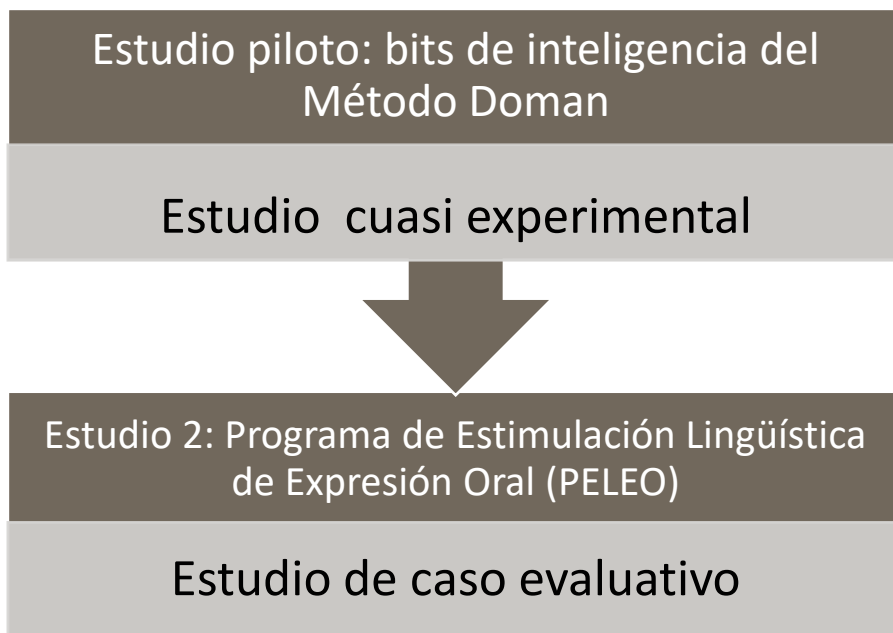 Estudio piloto: bits de inteligencia del
Método Doman
Estudio cuasi experimental
Estudio 2: Programa de Estimulación Lingüística
de Expresión Oral (PELEO)
Estudio de caso evaluativo